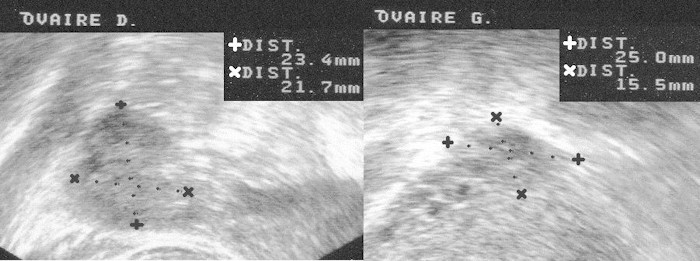 OVAIRE D.
+DIST.
23.4mm
×DIST.
21.7mm
OVAIRE G.
+DIST.
25.0mm
×DIST.
15.5mm